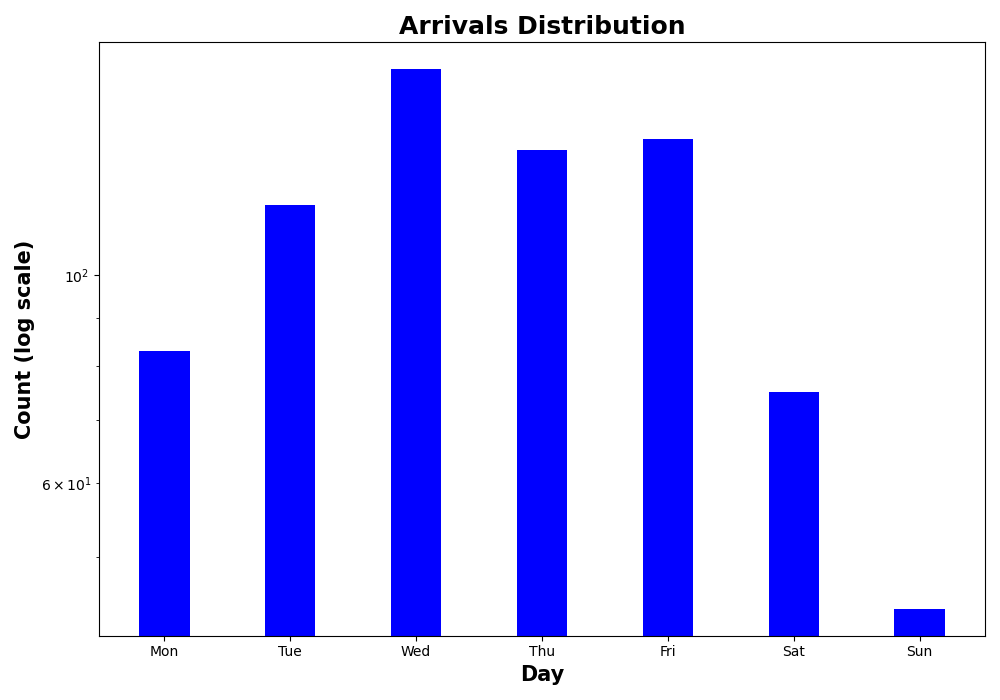 Arrivals Distribution
Count (log scale)
10²
6 × 10¹
Mon Tue Wed Thu Fri Sat Sun
Day